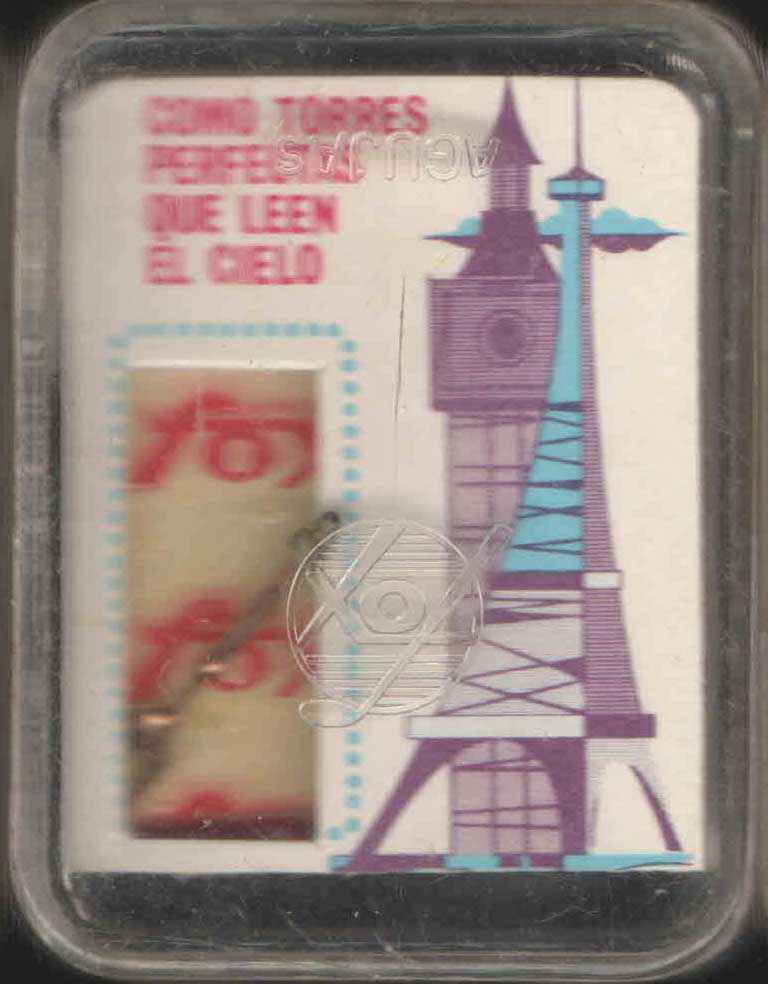 COMO TORRES
AGUJAS
PERFECTAS
QUE LEEN
EL CIELO